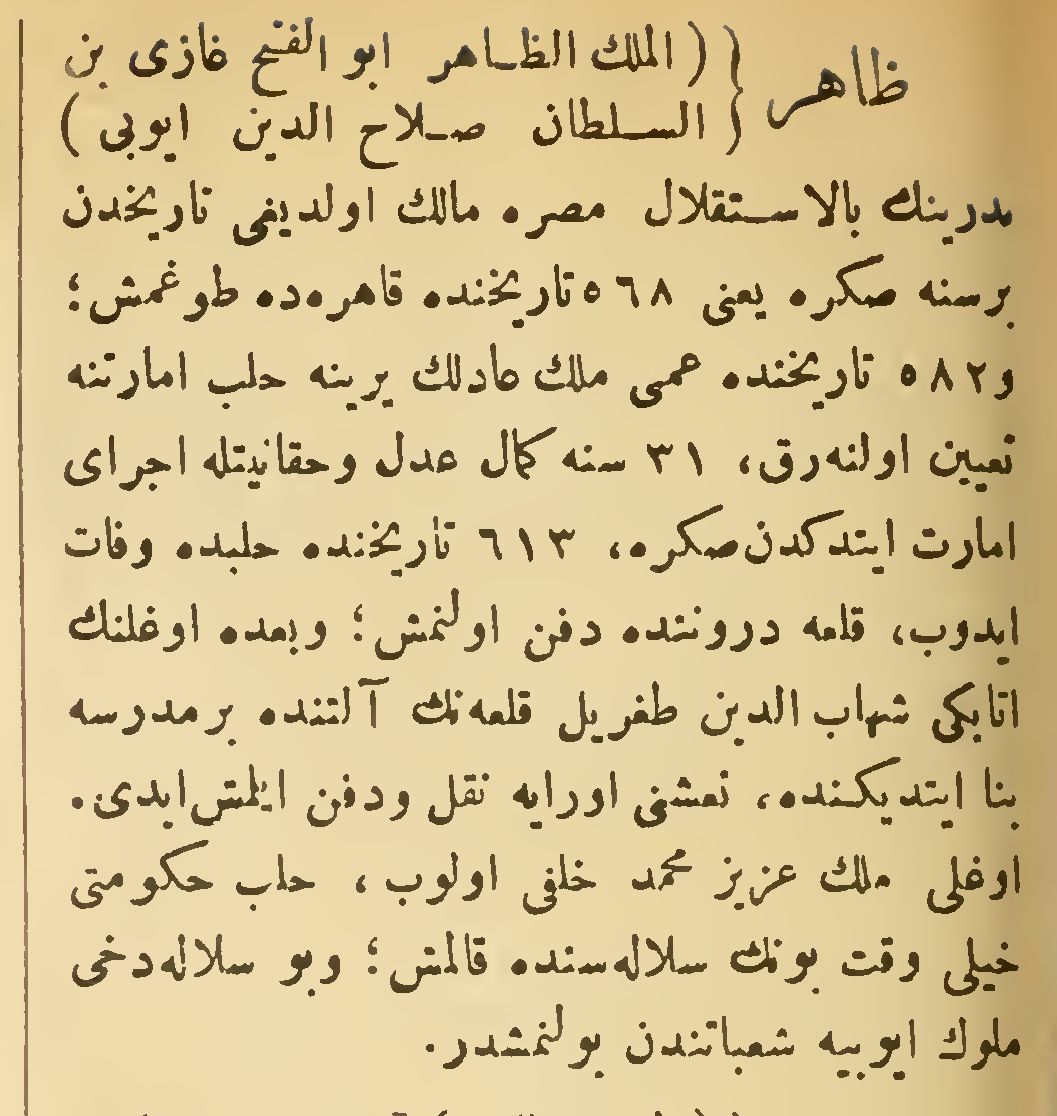 ظاهر { ( الملك الظاهر ابو الفتح غازى بن
السلطان صلاح الدين ايوبى )
پدرينك بالاستقلال مصره مالك اولديغى تاريخدن
برسنه صكره يعنى ٥٦٨ تاريخنده قاهره‌ده طوغمش؛
و٥٨٢ تاريخنده عمى ملك عادلك يرينه حلب امارتنه
تعيين اولنه‌رق، ٣١ سنه كمال عدل وحقانيتله اجراى
امارت ايتدكدن‌صكره، ٦١٣ تاريخنده حلبده وفات
ايدوب، قلعه دروننده دفن اولنمش؛ وبعده اوغلنك
اتابكى شهاب الدين طغريل قلعه‌نك آلتنده برمدرسه
بنا ايتديكنده، نعشنى اورايه نقل ودفن ايلمش‌ايدى.
اوغلى ملك عزيز محمد خلفى اولوب، حلب حكومتى
خيلى وقت بونك سلاله‌سنده قالمش؛ وبو سلاله‌دخى
ملوك ايوبيه شعباتندن بولنمشدر.